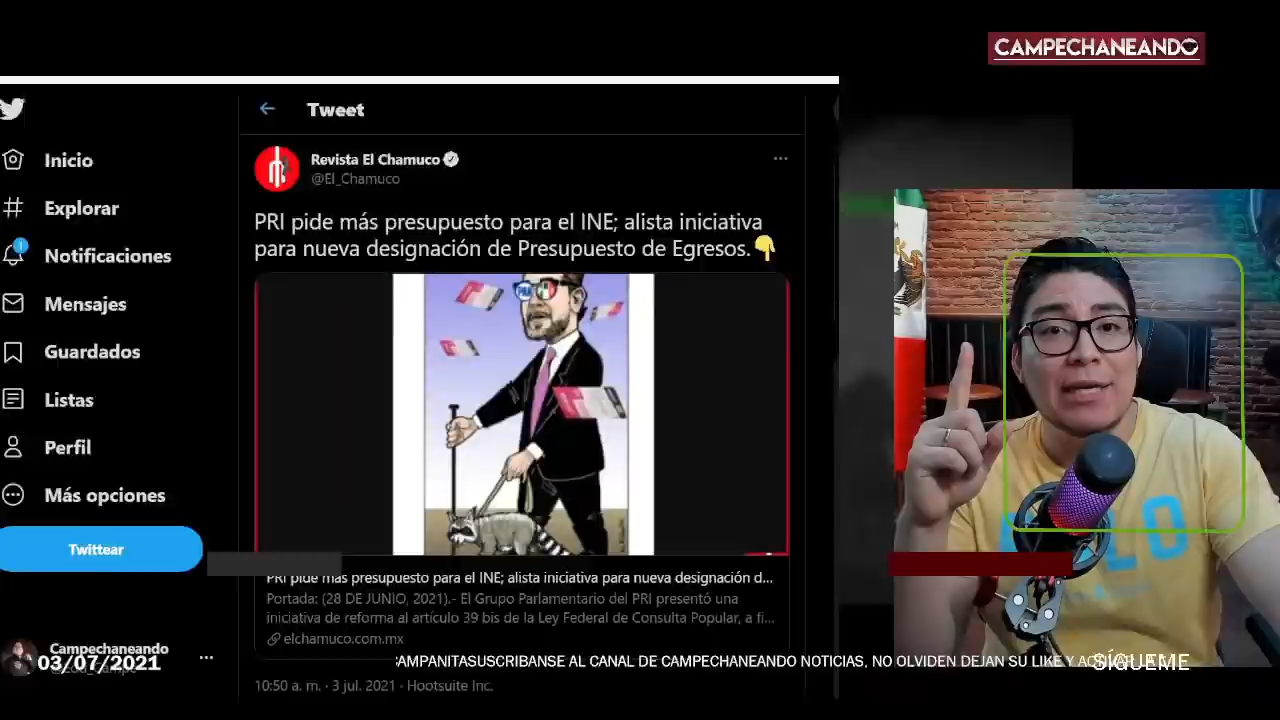 CAMPECHANEANDO
Tweet
Inicio
Explorar
Notificaciones
Mensajes
Guardados
Listas
Perfil
Más opciones
Twittear
Campechaneando
03/07/2021
Revista El Chamuco
@El_Chamuco
PRI pide más presupuesto para el INE; alista iniciativa
para nueva designación de Presupuesto de Egresos.
PAN
PRI pide más presupuesto para el INE; alista iniciativa para nueva designación d...
Portada: (28 DE JUNIO, 2021).- El Grupo Parlamentario del PRI presentó una
iniciativa de reforma al artículo 39 bis de la Ley Federal de Consulta Popular, a fi...
elchamuco.com.mx
CAMPANITASUSCRIBANSE AL CANAL DE CAMPECHANEANDO NOTICIAS, NO OLVIDEN DEJAN SU LIKE Y
SÍGUEME
10:50 a. m. · 3 jul. 2021 · Hootsuite Inc.